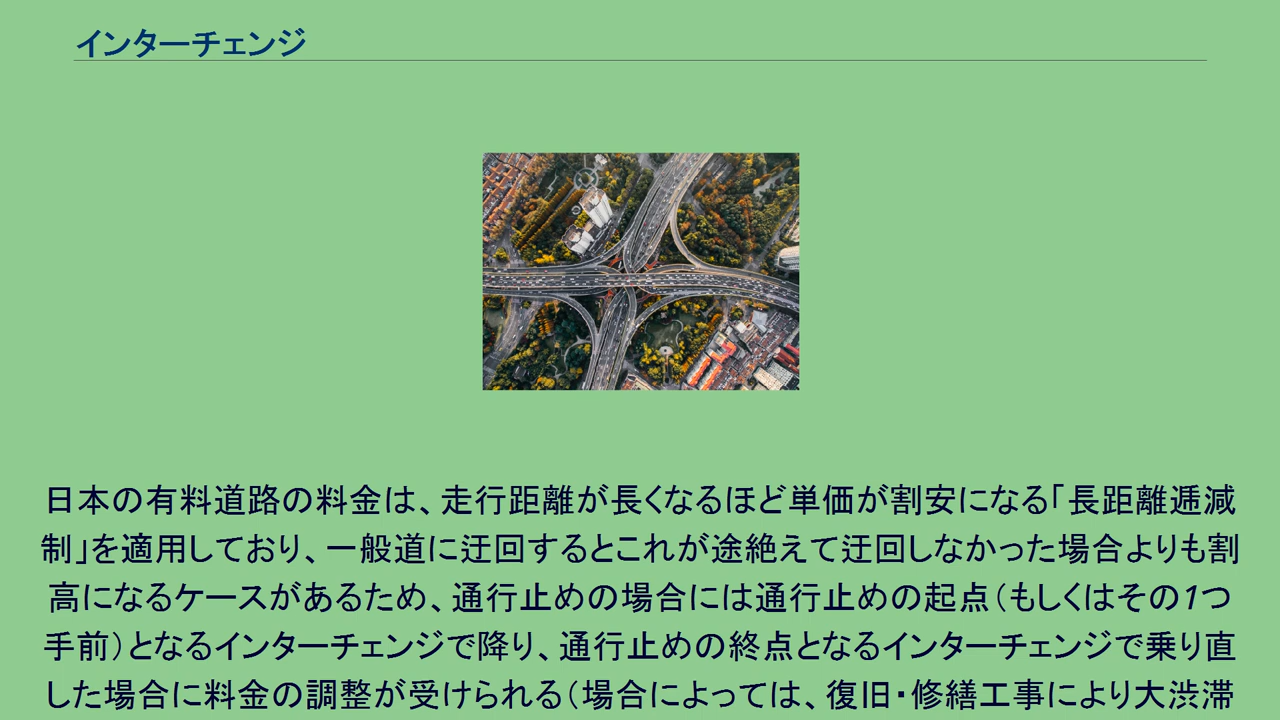 インターチェンジ
日本の有料道路の料金は、走行距離が長くなるほど単価が割安になる「長距離逓減
制」を適用しており、一般道に迂回するとこれが途絶えて迂回しなかった場合よりも割
高になるケースがあるため、通行止めの場合には通行止めの起点(もしくはその1つ
手前)となるインターチェンジで降り、通行止めの終点となるインターチェンジで乗り直
した場合に料金の調整が受けられる(場合によっては、復旧・修繕工事により大渋滞